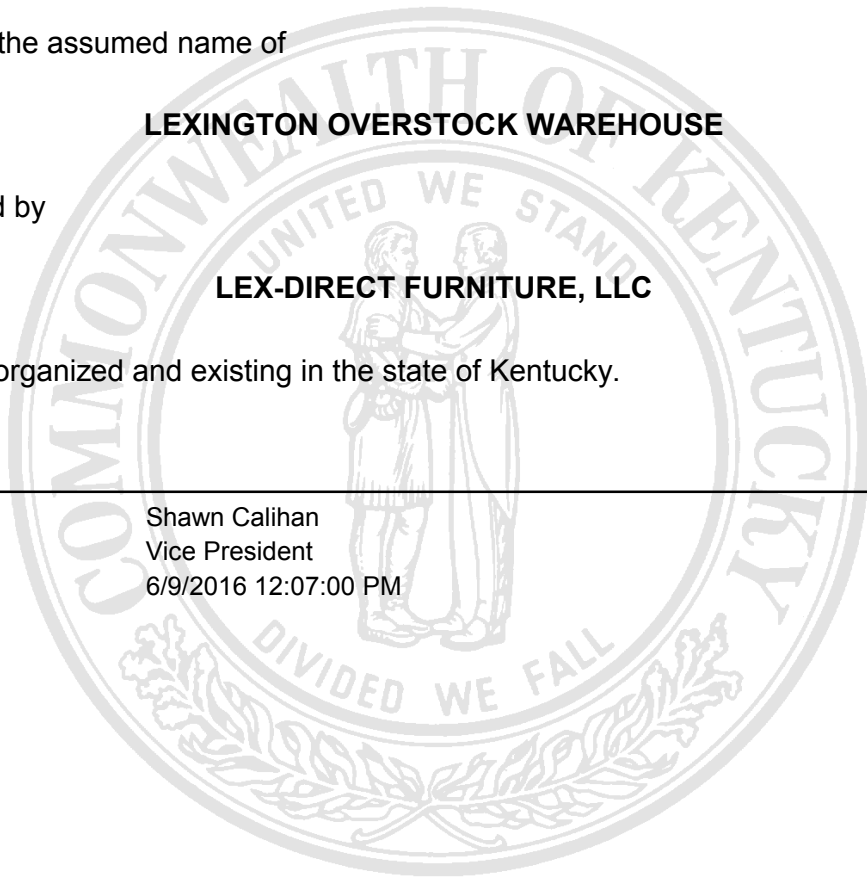 the assumed name of
LEXINGTON OVERSTOCK WAREHOUSE
d by
LEX-DIRECT FURNITURE, LLC
organized and existing in the state of Kentucky.
Shawn Calihan
Vice President
6/9/2016 12:07:00 PM
COMMONWEALTH OF KENTUCKY
UNITED WE STAND
DIVIDED WE FALL